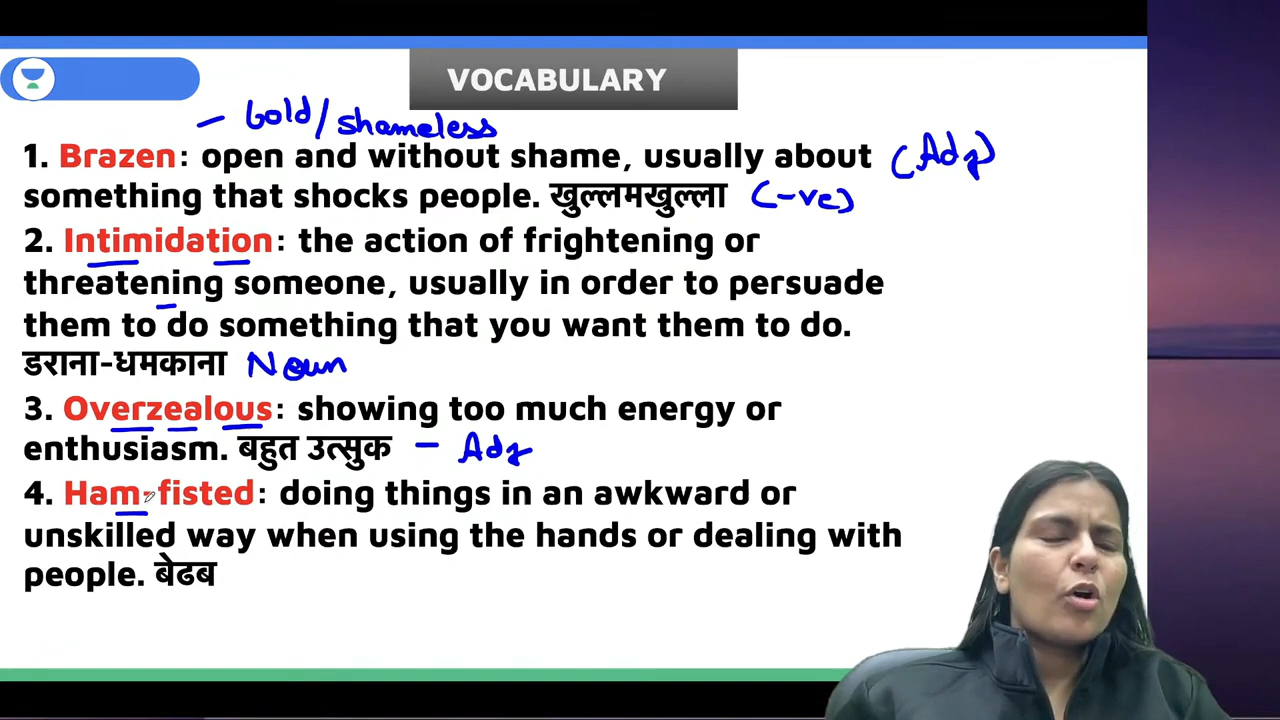 VOCABULARY
- bold/shameless
1. Brazen: open and without shame, usually about (Adj)
something that shocks people. खुल्लमखुल्ला (-ve)
2. Intimidation: the action of frightening or
threatening someone, usually in order to persuade
them to do something that you want them to do.
डराना-धमकाना Noun
3. Overzealous: showing too much energy or
enthusiasm. बहुत उत्सुक - Adj
4. Ham-fisted: doing things in an awkward or
unskilled way when using the hands or dealing with
people. बेढब